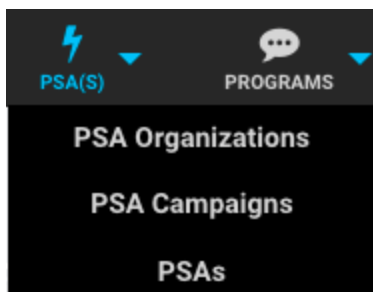 PSA(S) PROGRAMS
PSA Organizations
PSA Campaigns
PSAs